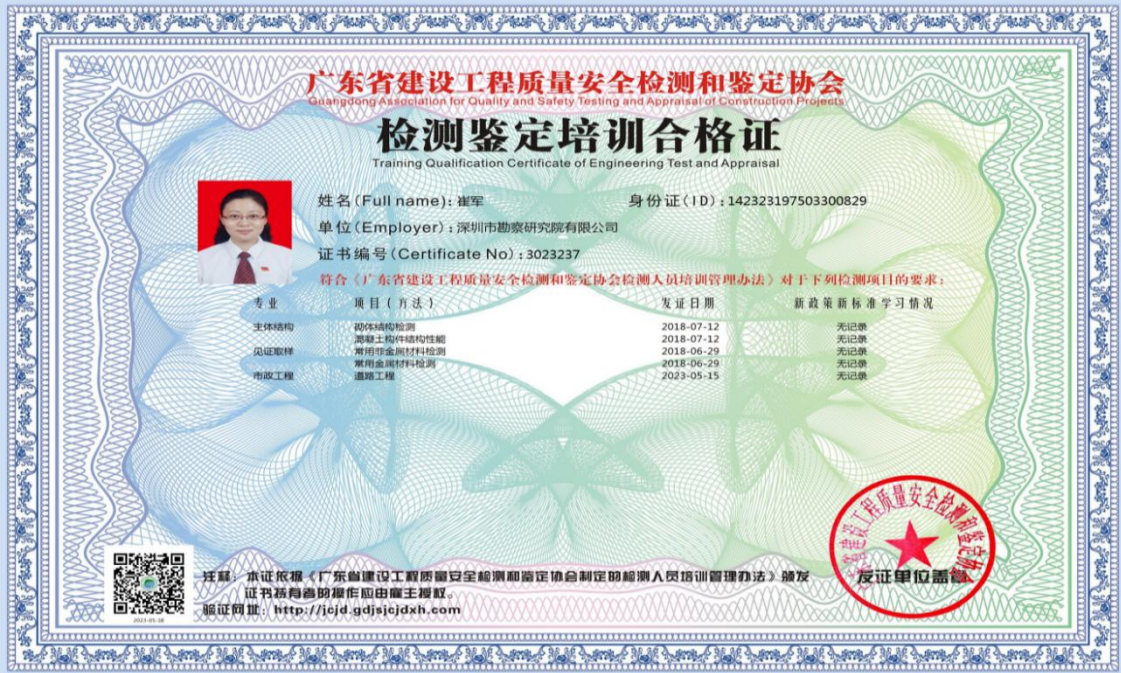 广东省建设工程质量安全检测和鉴定协会
Guangdong Association for Quality and Safety Testing and Appraisal of Construction Projects
检测鉴定培训合格证
Training Qualification Certificate of Engineering Test and Appraisal
姓名(Full name): 崔军 身份证(ID): 142323197503300829
单位(Employer): 深圳市勘察研究院有限公司
证书编号(Certificate No): 3023237
符合《广东省建设工程质量安全检测和鉴定协会检测人员培训管理办法》对于下列检测项目的要求:
专业 项目(方法) 发证日期 新政策新标准学习情况
主体结构 砌体结构检测 2018-07-12 无记录
混凝土构件结构性能 2018-07-12 无记录
见证取样 常用非金属材料检测 2018-06-29 无记录
常用金属材料检测 2018-06-29 无记录
市政工程 道路工程 2023-05-15 无记录
注释: 本证依据《广东省建设工程质量安全检测和鉴定协会制定的检测人员培训管理办法》颁发
证书持有者的操作应由雇主授权。
验证网址: http://jcjd.gdjsjcjdxh.com
建设工程质量安全检测和鉴定协会
发证单位盖章